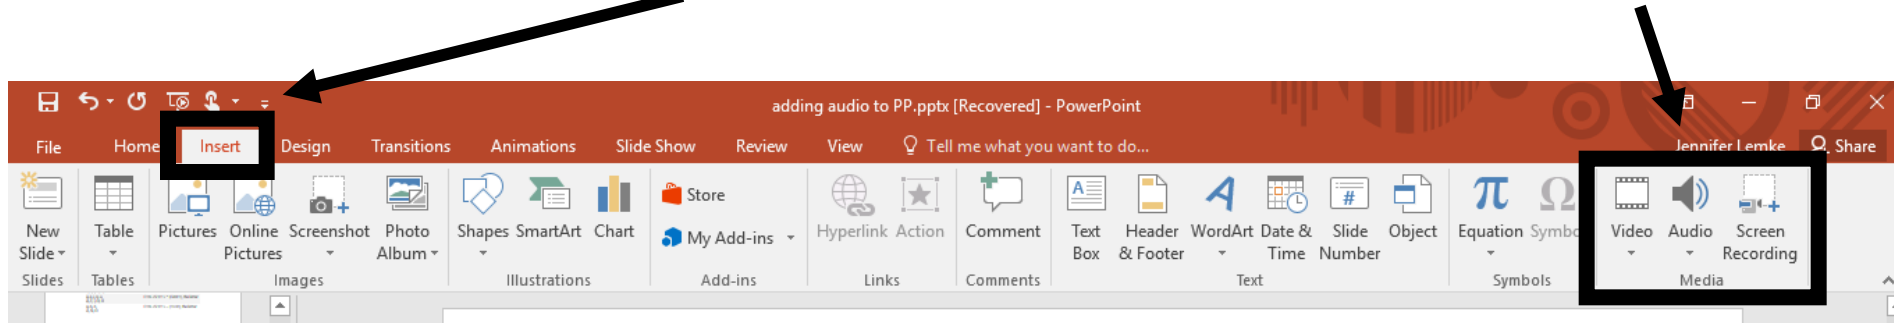 adding audio to PP.pptx [Recovered] - PowerPoint
File Home Insert Design Transitions Animations Slide Show Review View Tell me what you want to do... Jennifer Lemke Share
New Slide
Table
Pictures
Online Pictures
Screenshot
Photo Album
Shapes
SmartArt
Chart
Store
My Add-ins
Hyperlink
Action
Comment
Text Box
Header & Footer
WordArt
Date & Time
Slide Number
Object
Equation
Symbo
Video
Audio
Screen Recording
Slides Tables Images Illustrations Add-ins Links Comments Text Symbols Media